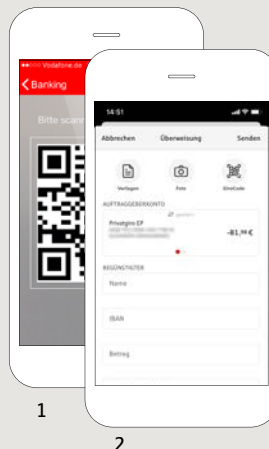 Vodafone.de
Banking
Bitte scann
14:51
Abbrechen Überweisung Senden
Vorlagen Foto GiroCode
AUFTRAGGEBERKONTO
Privatgiro EP
-81,98 €
BEGÜNSTIGTER
Name
IBAN
Betrag
1
2